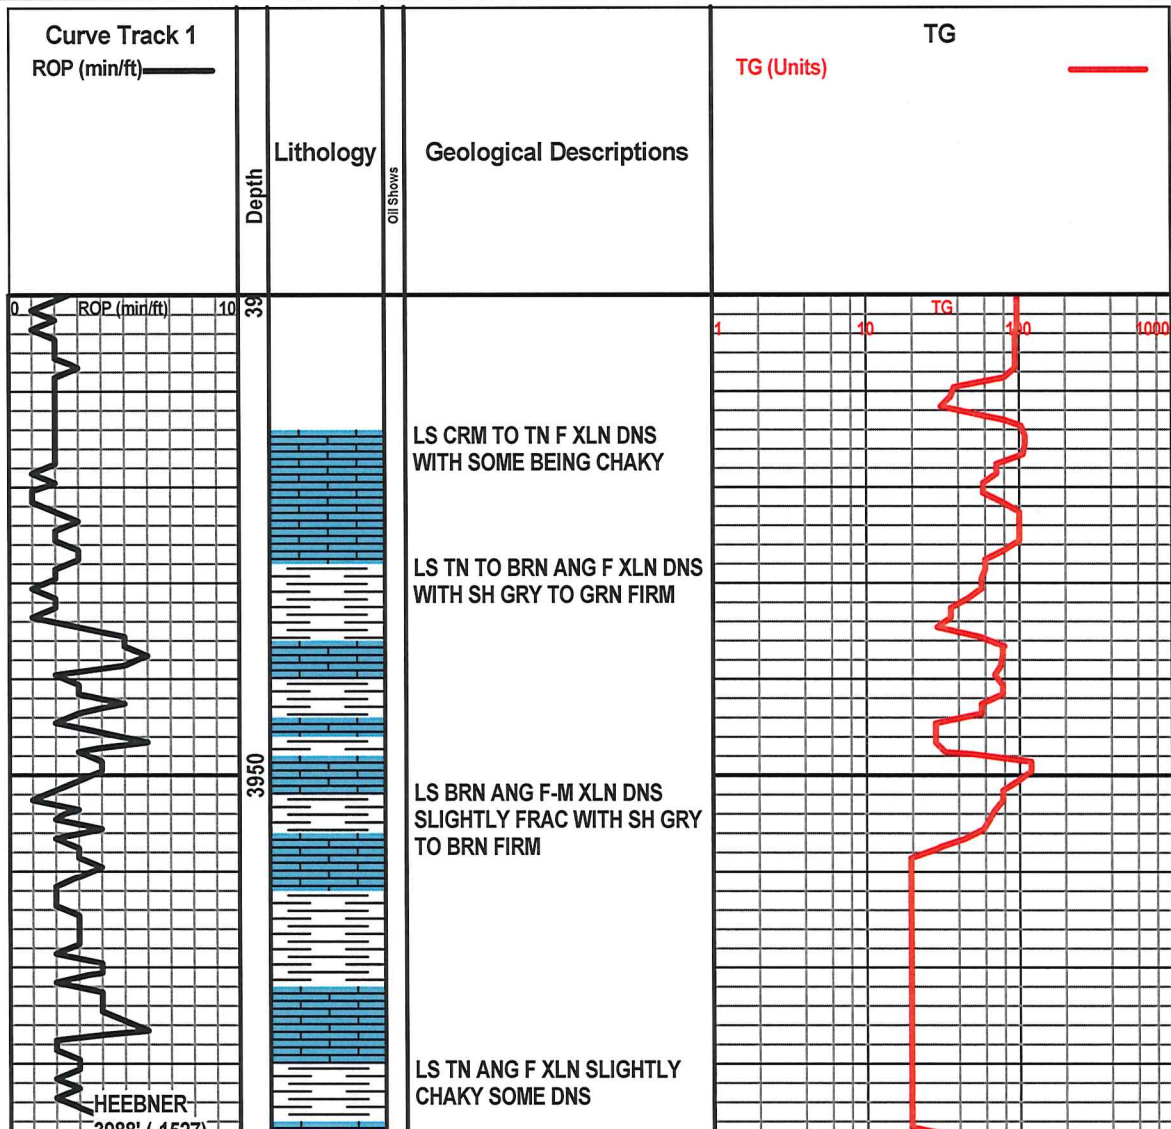 Curve Track 1
ROP (min/ft)
Depth
Lithology
Oil Shows
Geological Descriptions
TG
TG (Units)
0 ROP (min/ft) 10
39
TG
1 10 100 1000
LS CRM TO TN F XLN DNS
WITH SOME BEING CHAKY
LS TN TO BRN ANG F XLN DNS
WITH SH GRY TO GRN FIRM
3950
LS BRN ANG F-M XLN DNS
SLIGHTLY FRAC WITH SH GRY
TO BRN FIRM
LS TN ANG F XLN SLIGHTLY
CHAKY SOME DNS
HEEBNER
3988' (-1527)